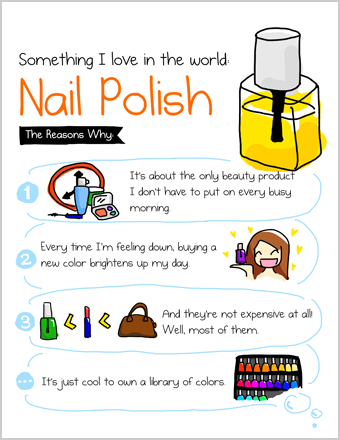 Something I love in the world:
Nail Polish
The Reasons Why:
1
It's about the only beauty product
I don't have to put on every busy
morning.
2
Every time I'm feeling down, buying a
new color brightens up my day.
3
< <
And they're not expensive at all!
Well, most of them.
...
It's just cool to own a library of colors.